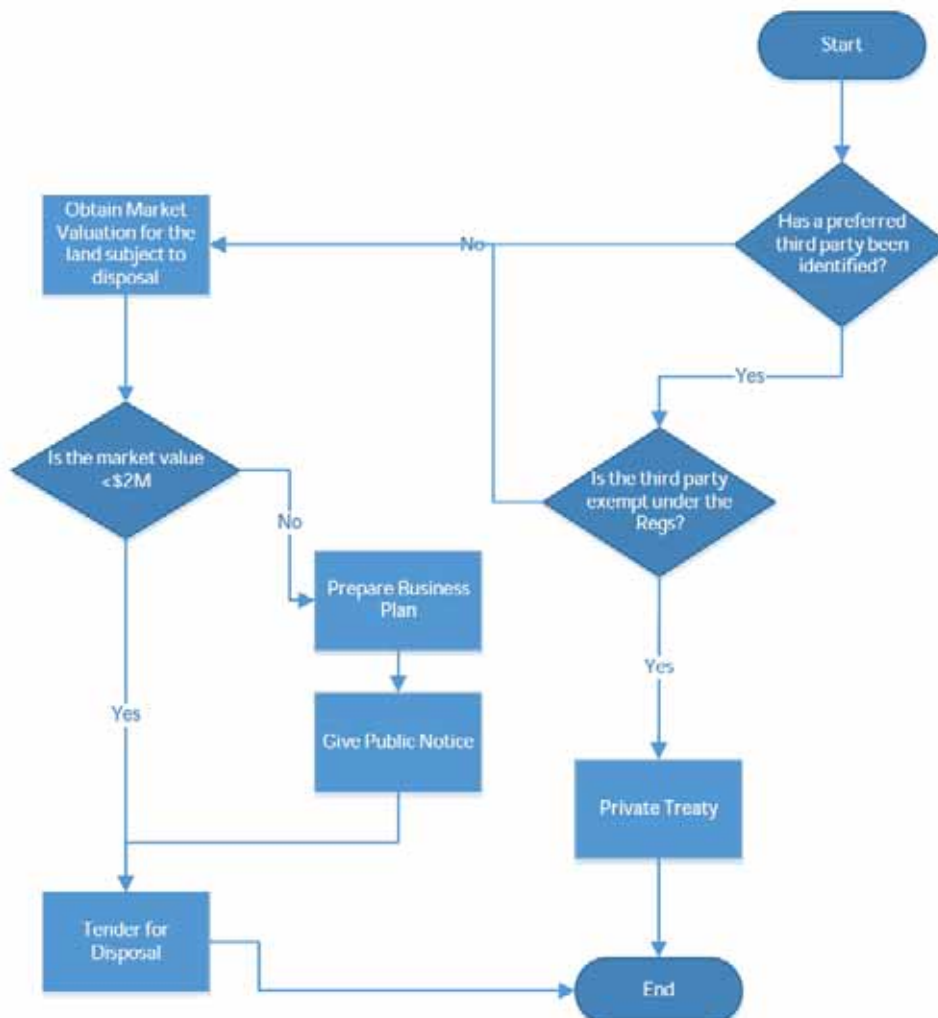 Start
Has a preferred
third party been
identified?
No
Obtain Market
Valuation for the
land subject to
disposal
Yes
Is the third party
exempt under the
Regs?
Is the market value
<$2M
No
Prepare Business
Plan
Yes
Yes
Give Public Notice
Private Treaty
Tender for
Disposal
End